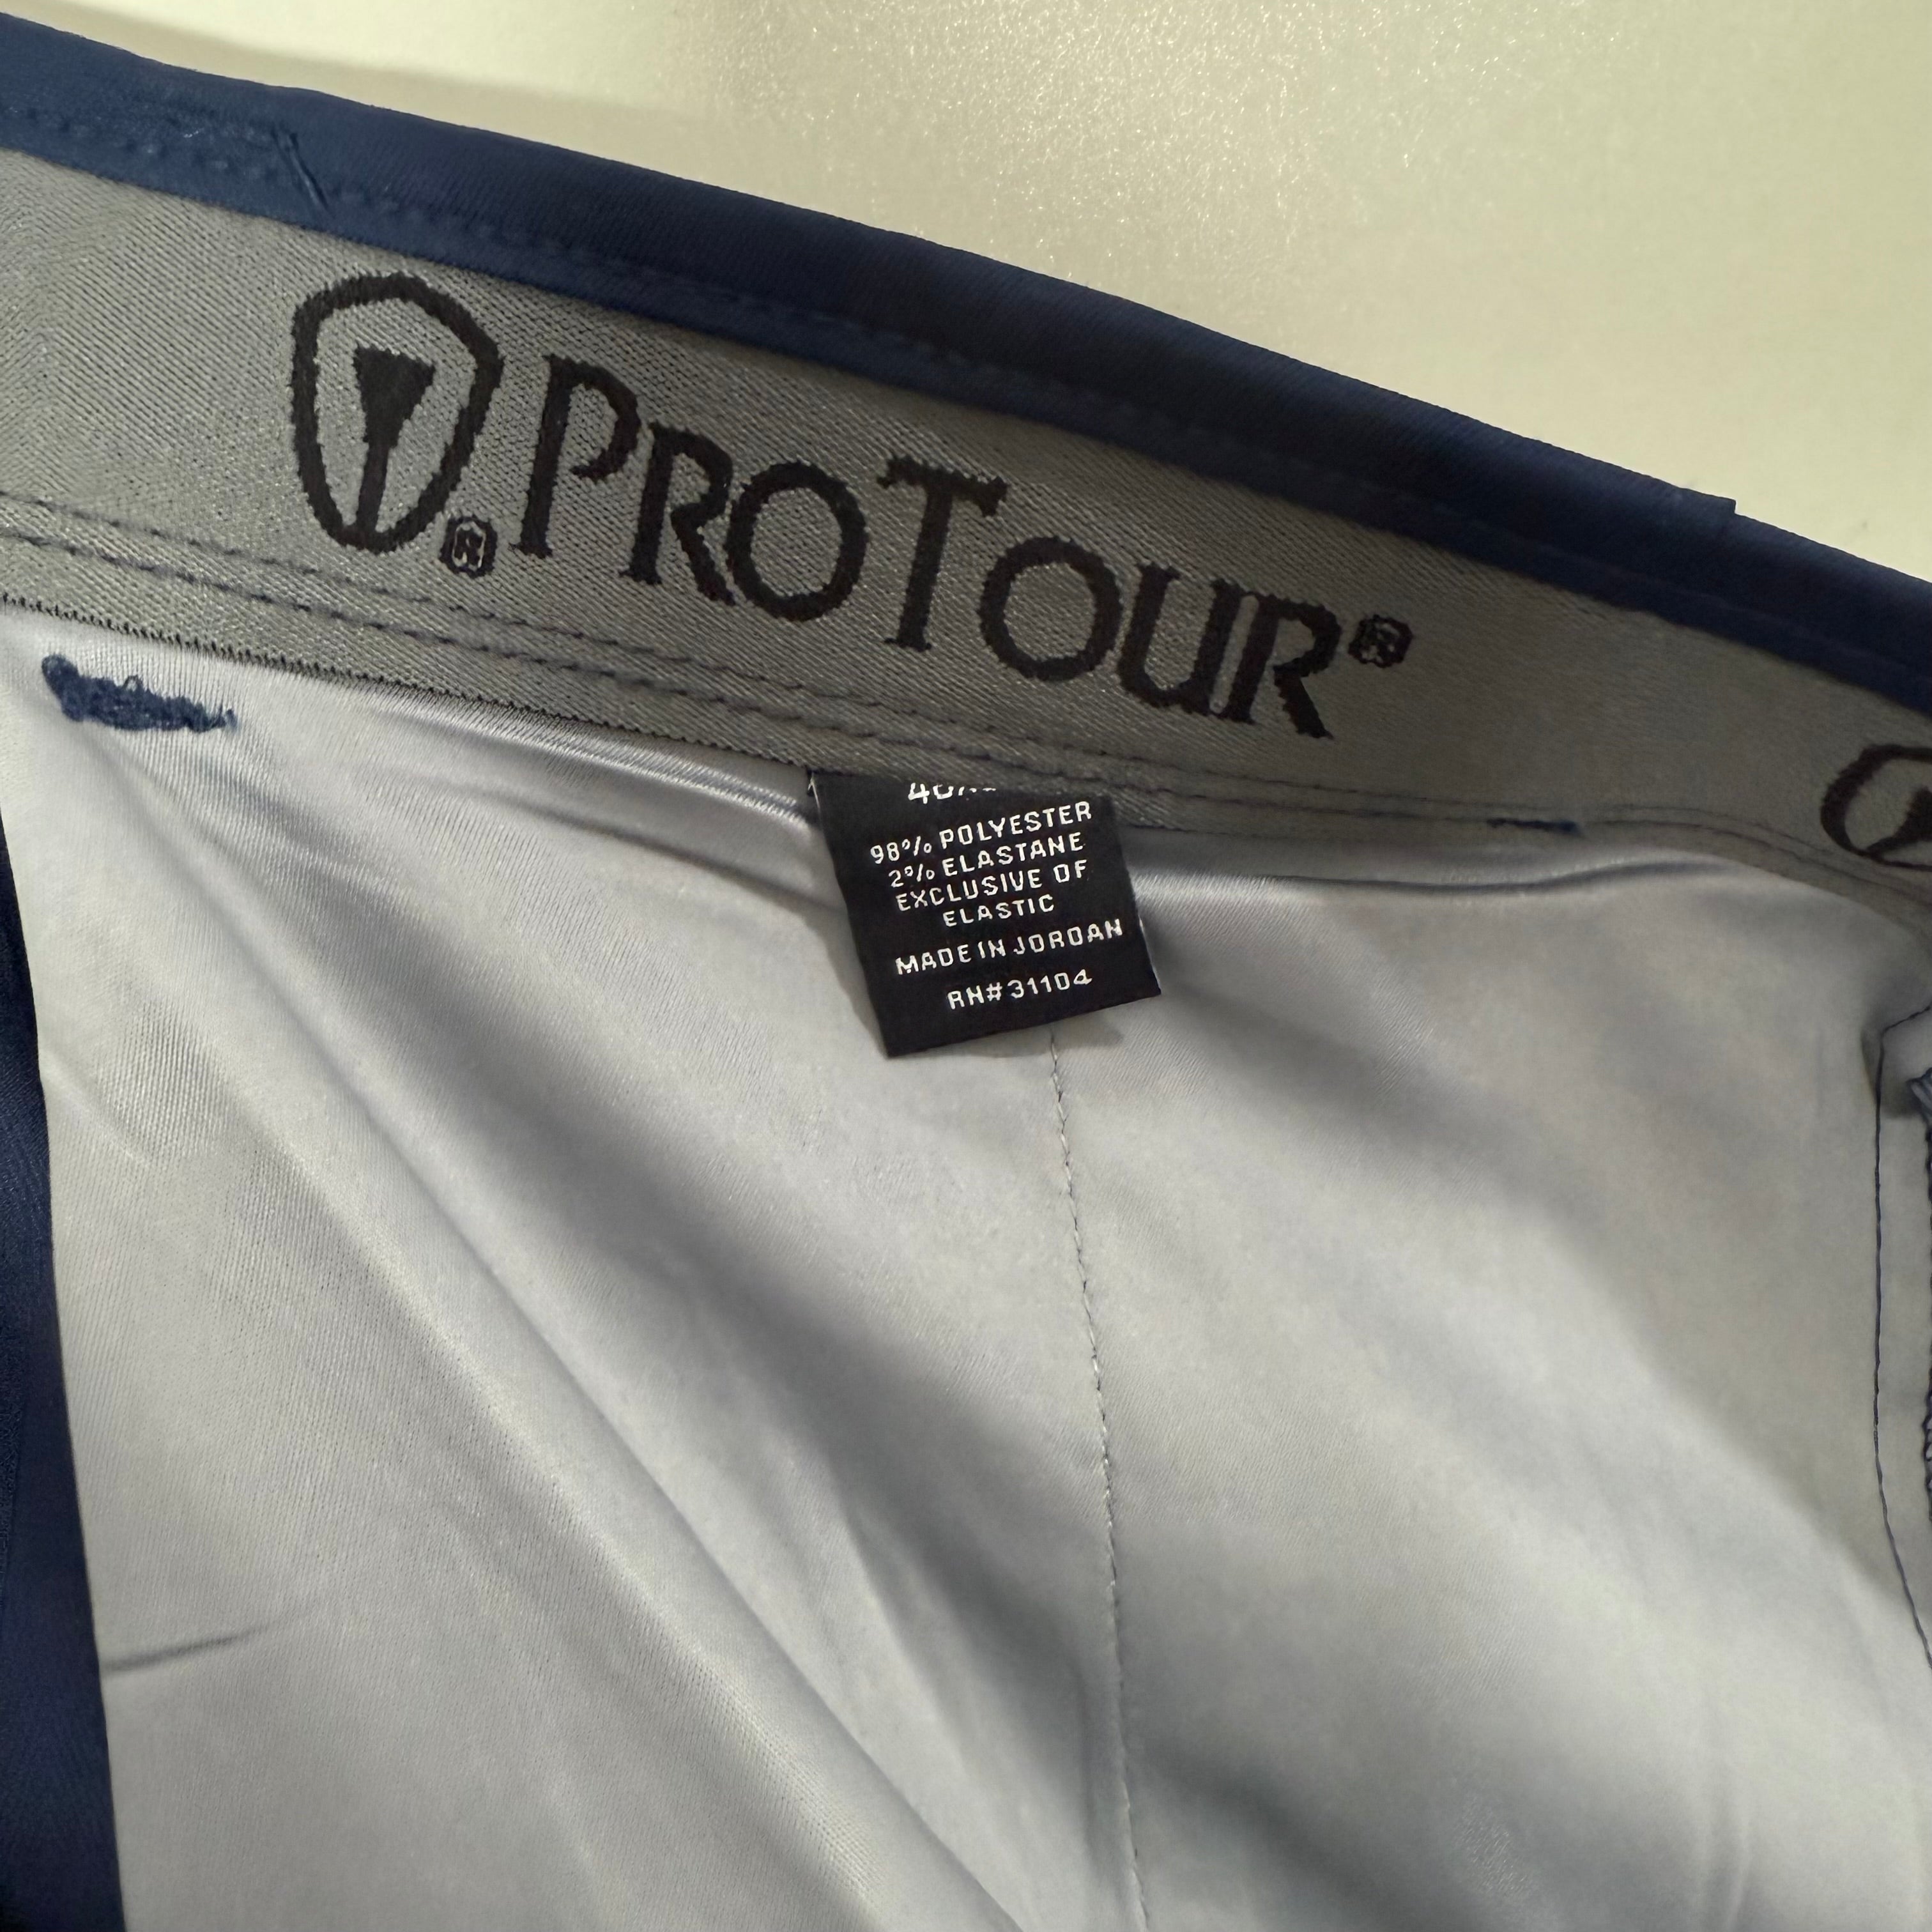 ® PROTOUR®
98% POLYESTER
2% ELASTANE
EXCLUSIVE OF
ELASTIC
MADE IN JORDAN
RN# 31104